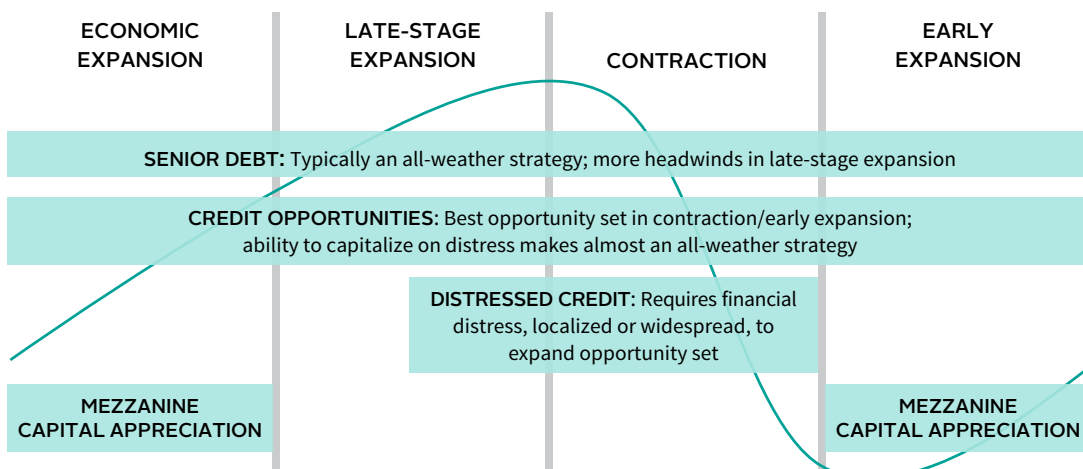 ECONOMIC
EXPANSION
LATE-STAGE
EXPANSION
CONTRACTION
EARLY
EXPANSION
SENIOR DEBT: Typically an all-weather strategy; more headwinds in late-stage expansion
CREDIT OPPORTUNITIES: Best opportunity set in contraction/early expansion;
ability to capitalize on distress makes almost an all-weather strategy
DISTRESSED CREDIT: Requires financial
distress, localized or widespread, to
expand opportunity set
MEZZANINE
CAPITAL APPRECIATION
MEZZANINE
CAPITAL APPRECIATION